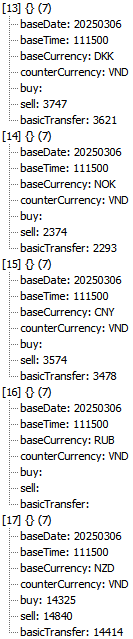 [13] {} (7)
baseDate: 20250306
baseTime: 111500
baseCurrency: DKK
counterCurrency: VND
buy:
sell: 3747
basicTransfer: 3621
[14] {} (7)
baseDate: 20250306
baseTime: 111500
baseCurrency: NOK
counterCurrency: VND
buy:
sell: 2374
basicTransfer: 2293
[15] {} (7)
baseDate: 20250306
baseTime: 111500
baseCurrency: CNY
counterCurrency: VND
buy:
sell: 3574
basicTransfer: 3478
[16] {} (7)
baseDate: 20250306
baseTime: 111500
baseCurrency: RUB
counterCurrency: VND
buy:
sell:
basicTransfer:
[17] {} (7)
baseDate: 20250306
baseTime: 111500
baseCurrency: NZD
counterCurrency: VND
buy: 14325
sell: 14840
basicTransfer: 14414